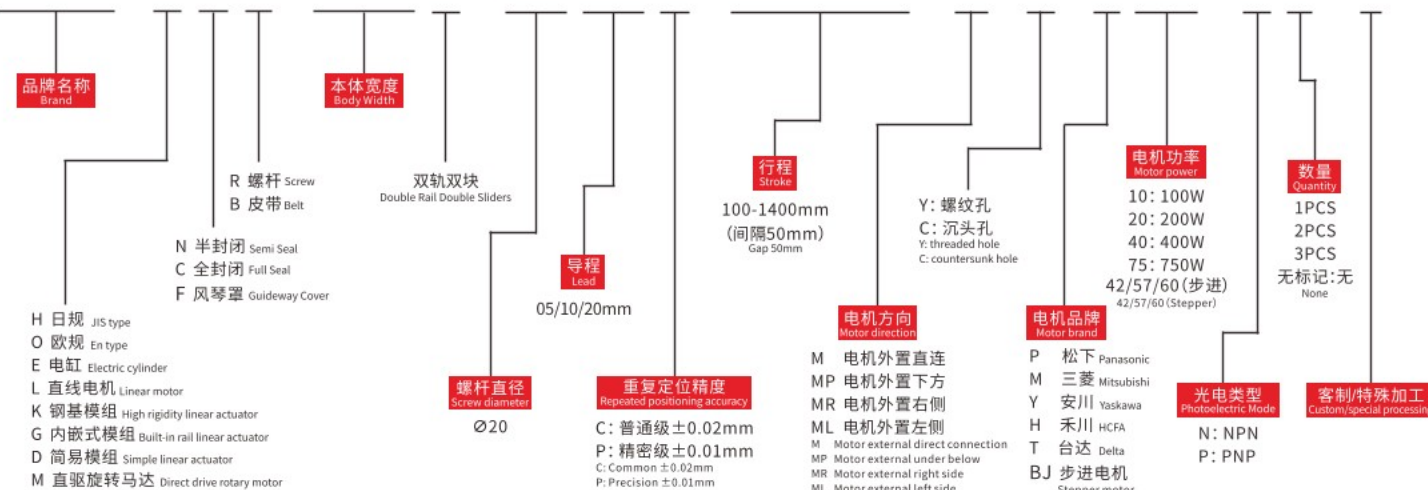 品牌名称
Brand
H 日规 JIS type
O 欧规 En type
E 电缸 Electric cylinder
L 直线电机 Linear motor
K 钢基模组 High rigidity linear actuator
G 内嵌式模组 Built-in rail linear actuator
D 简易模组 Simple linear actuator
M 直驱旋转马达 Direct drive rotary motor
N 半封闭 Semi Seal
C 全封闭 Full Seal
F 风琴罩 Guideway Cover
R 螺杆 Screw
B 皮带 Belt
本体宽度
Body Width
双轨双块
Double Rail Double Sliders
螺杆直径
Screw diameter
Ø20
导程
Lead
05/10/20mm
重复定位精度
Repeated positioning accuracy
C: 普通级±0.02mm
P: 精密级±0.01mm
C: Common ±0.02mm
P: Precision ±0.01mm
行程
Stroke
100-1400mm
(间隔50mm)
Gap 50mm
电机方向
Motor direction
M 电机外置直连
MP 电机外置下方
MR 电机外置右侧
ML 电机外置左侧
M Motor external direct connection
MP Motor external under below
MR Motor external right side
ML Motor external left side
Y: 螺纹孔
C: 沉头孔
Y: threaded hole
C: countersunk hole
电机品牌
Motor brand
P 松下 Panasonic
M 三菱 Mitsubishi
Y 安川 Yaskawa
H 禾川 HCFA
T 台达 Delta
BJ 步进电机
Stepper motor
电机功率
Motor power
10: 100W
20: 200W
40: 400W
75: 750W
42/57/60(步进)
42/57/60(Stepper)
光电类型
Photoelectric Mode
N: NPN
P: PNP
数量
Quantity
1PCS
2PCS
3PCS
无标记:无
None
客制/特殊加工
Custom/special processing